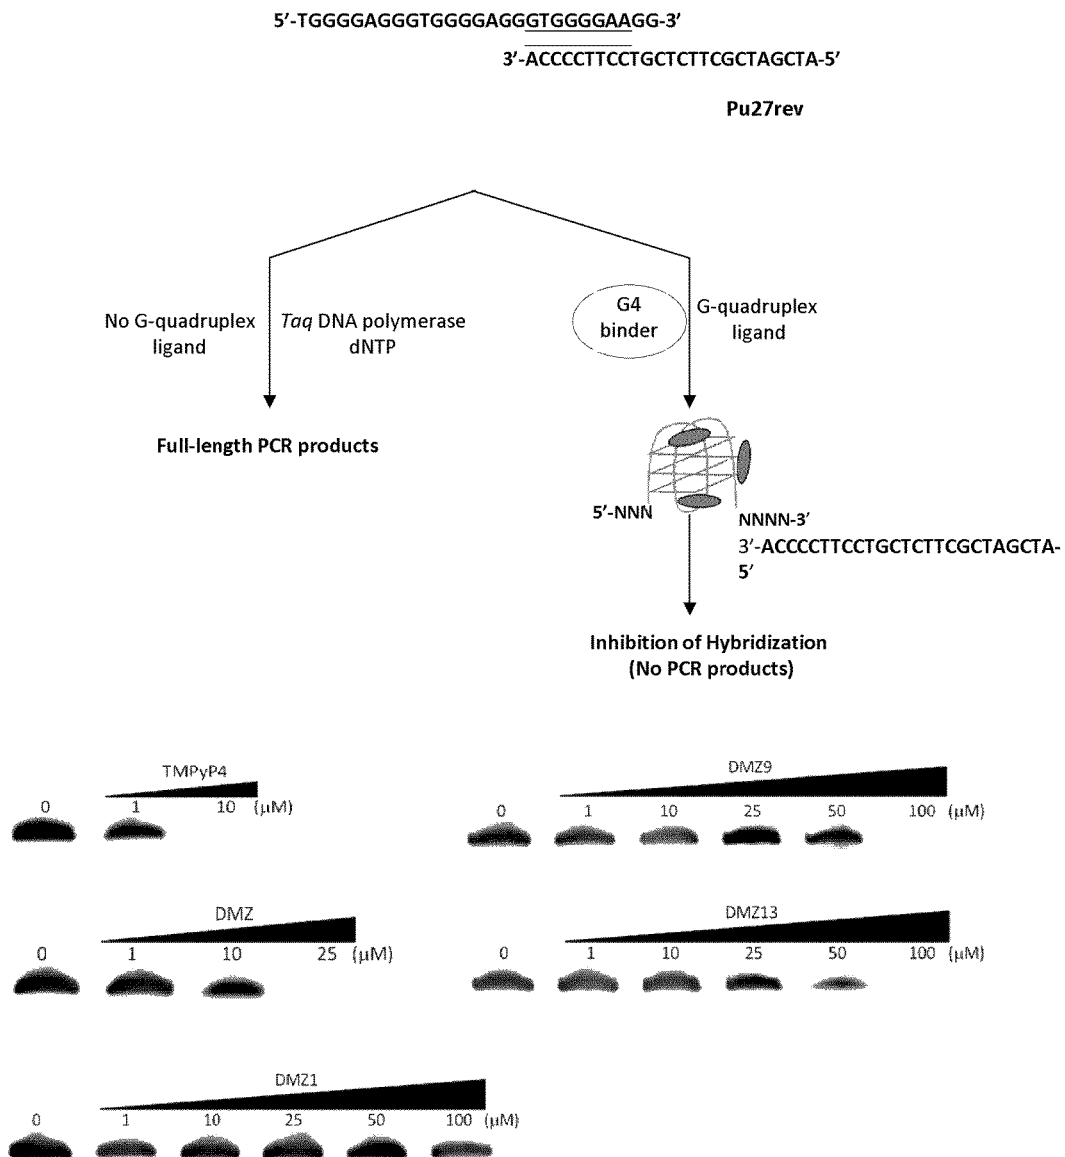 5′-TGGGGAGGGTGGGGAGGGTGGGGAAGG-3′
3′-ACCCCTTCCTGCTCTTCGCTAGCTA-5′
Pu27rev
No G-quadruplex
ligand
Taq DNA polymerase
dNTP
G4
binder
G-quadruplex
ligand
Full-length PCR products
5′-NNN
NNNN-3′
3′-ACCCCTTCCTGCTCTTCGCTAGCTA-
5′
Inhibition of Hybridization
(No PCR products)
TMPyP4
0 1 10 (μM)
DMZ9
0 1 10 25 50 100 (μM)
DMZ
0 1 10 25 (μM)
DMZ13
0 1 10 25 50 100 (μM)
DMZ1
0 1 10 25 50 100 (μM)